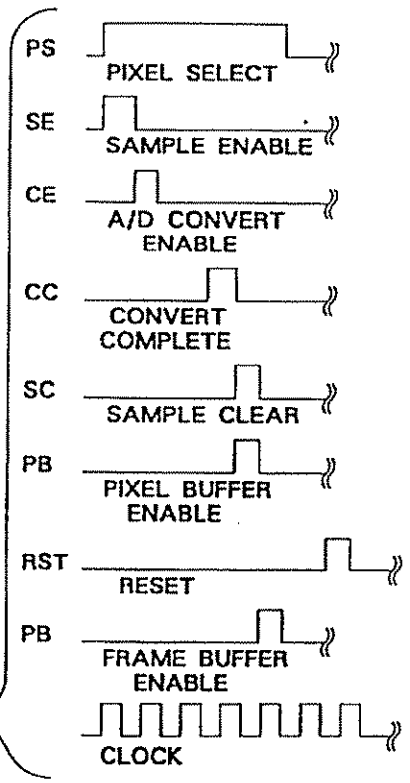 PS
PIXEL SELECT
SE
SAMPLE ENABLE
CE
A/D CONVERT
ENABLE
CC
CONVERT
COMPLETE
SC
SAMPLE CLEAR
PB
PIXEL BUFFER
ENABLE
RST
RESET
PB
FRAME BUFFER
ENABLE
CLOCK